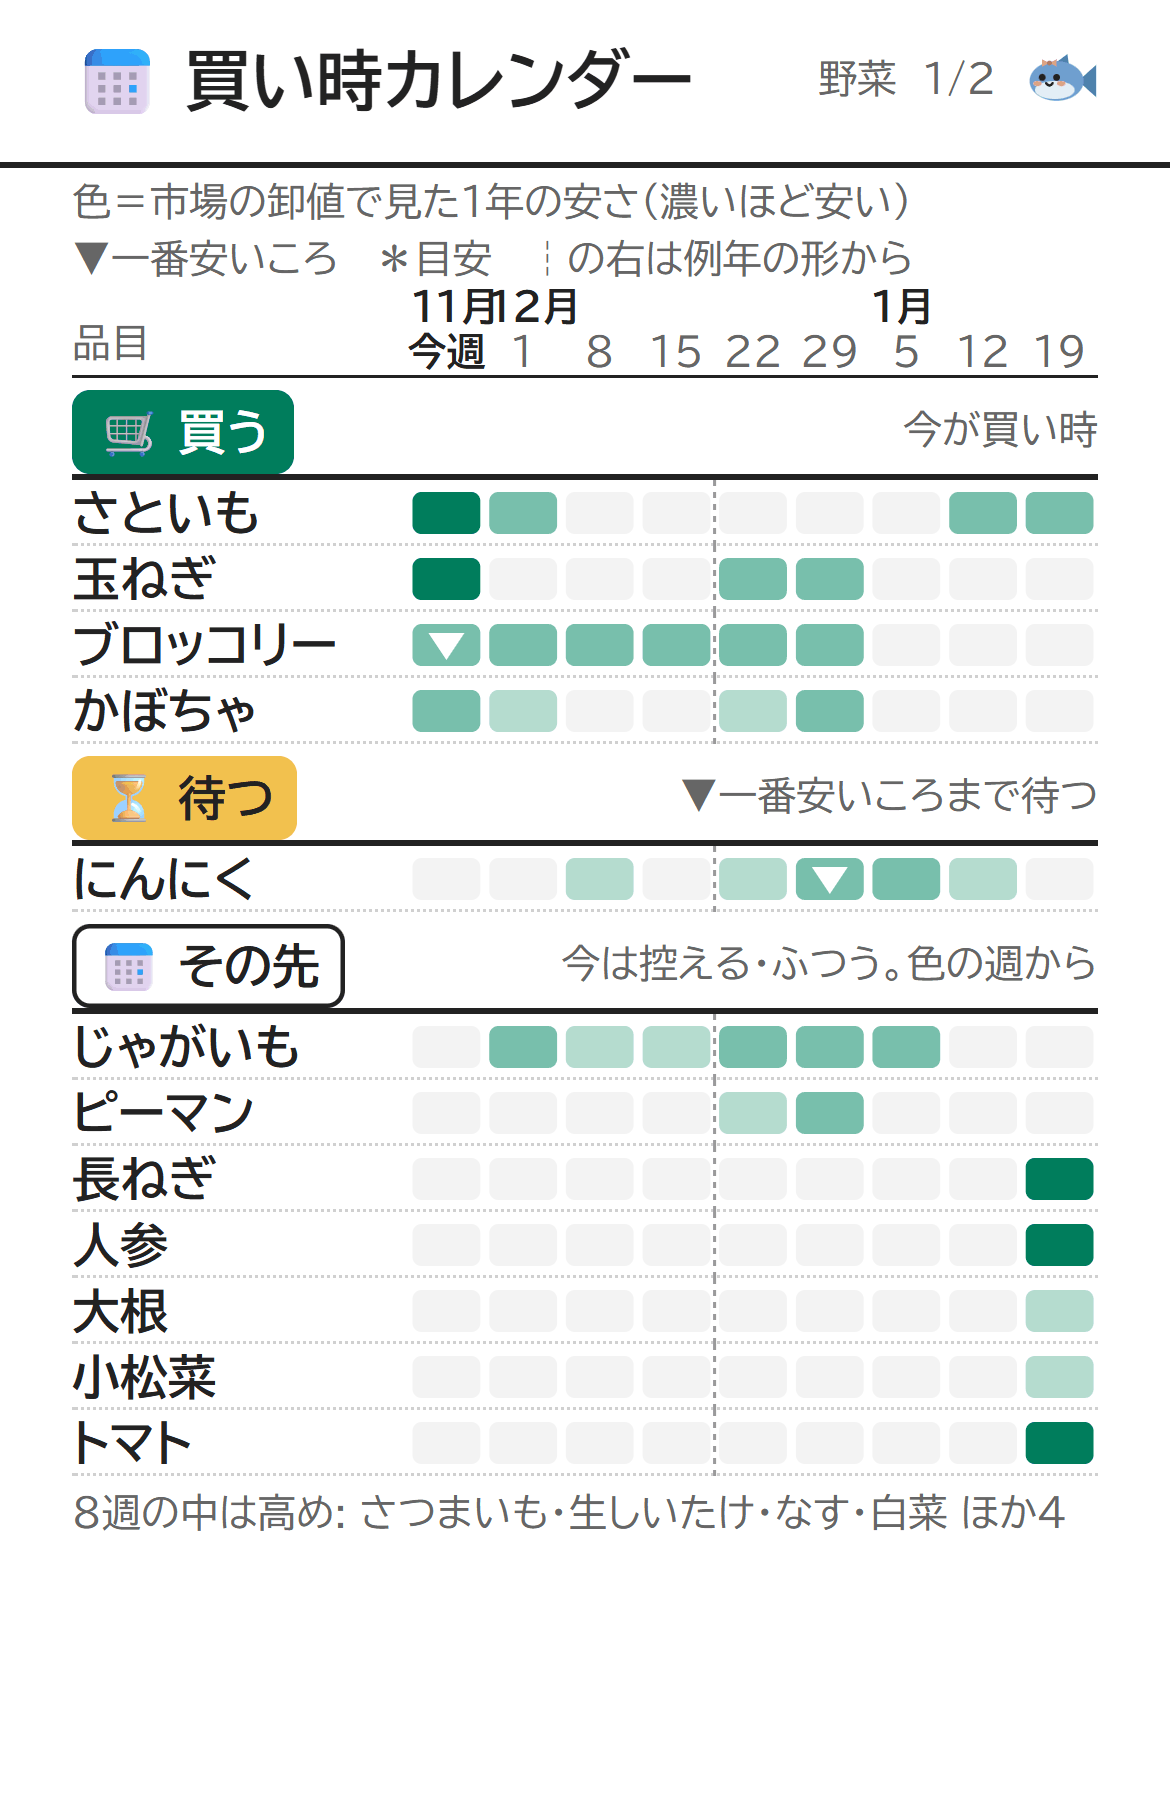 買い時カレンダー 野菜 1/2
色=市場の卸値で見た1年の安さ(濃いほど安い)
▼一番安いころ *目安 ┊の右は例年の形から
11月 12月 1月
品目 今週 1 8 15 22 29 5 12 19
買う 今が買い時
さといも
玉ねぎ
ブロッコリー
かぼちゃ
待つ ▼一番安いころまで待つ
にんにく
その先 今は控える・ふつう。色の週から
じゃがいも
ピーマン
長ねぎ
人参
大根
小松菜
トマト
8週の中は高め: さつまいも・生しいたけ・なす・白菜 ほか4